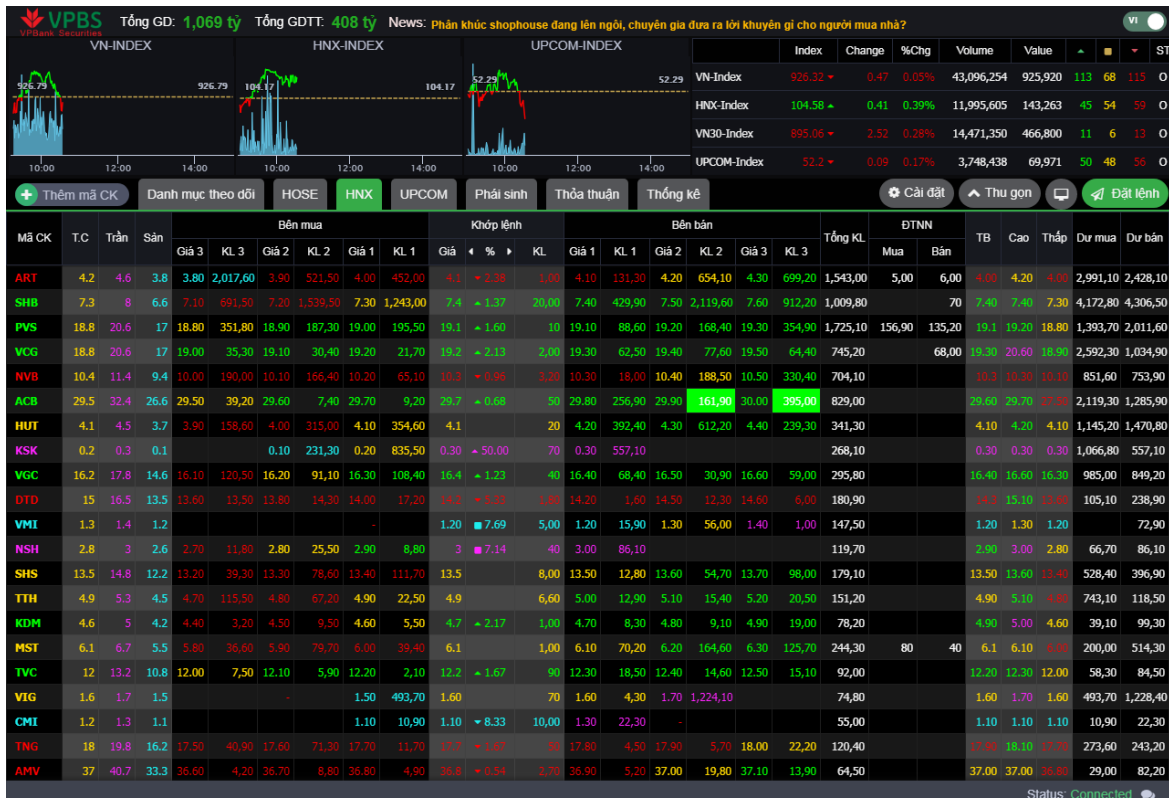 VPBS
VPBank Securities
Tổng GD: 1,069 tỷ Tổng GDTT: 408 tỷ News: Phân khúc shophouse đang lên ngôi, chuyên gia đưa ra lời khuyên gì cho người mua nhà?
VI
VN-INDEX HNX-INDEX UPCOM-INDEX
926.79 926.79 104.17 104.17 52.29 52.29
10:00 12:00 14:00 10:00 12:00 14:00 10:00 12:00 14:00
Index Change %Chg Volume Value ST
VN-Index 926.32 0.47 0.05% 43,096,254 925,920 113 68 115 O
HNX-Index 104.58 0.41 0.39% 11,995,605 143,263 45 54 59 O
VN30-Index 895.06 2.52 0.28% 14,471,350 466,800 11 6 13 O
UPCOM-Index 52.2 0.09 0.17% 3,748,438 69,971 50 48 56 O
Thêm mã CK Danh mục theo dõi HOSE HNX UPCOM Phái sinh Thỏa thuận Thống kê Cài đặt Thu gọn Đặt lệnh
Mã CK T.C Trần Sàn Bên mua Khớp lệnh Bên bán Tổng KL ĐTNN TB Cao Thấp Dư mua Dư bán
Giá 3 KL 3 Giá 2 KL 2 Giá 1 KL 1 Giá % KL Giá 1 KL 1 Giá 2 KL 2 Giá 3 KL 3 Mua Bán
ART 4.2 4.6 3.8 3.80 2,017,60 3.90 521,50 4.00 452,00 4.1 2.38 1,00 4.10 131,30 4.20 654,10 4.30 699,20 1,543,00 5,00 6,00 4.00 4.20 4.00 2,991,10 2,428,10
SHB 7.3 8 6.6 7.10 691,50 7.20 1,539,50 7.30 1,243,00 7.4 1.37 20,00 7.40 429,90 7.50 2,119,60 7.60 912,20 1,009,80 70 7.40 7.40 7.30 4,172,80 4,306,50
PVS 18.8 20.6 17 18.80 351,80 18.90 187,30 19.00 195,50 19.1 1.60 10 19.10 88,60 19.20 168,40 19.30 354,90 1,725,10 156,90 135,20 19.1 19.20 18.80 1,393,70 2,011,60
VCG 18.8 20.6 17 19.00 35,30 19.10 30,40 19.20 21,70 19.2 2.13 2,00 19.30 62,50 19.40 77,60 19.50 64,40 745,20 68,00 19.30 20.60 18.90 2,592,30 1,034,90
NVB 10.4 11.4 9.4 10.00 190,00 10.10 166,40 10.20 65,10 10.3 0.96 3,20 10.30 18,00 10.40 188,50 10.50 330,40 704,10 10.3 10.30 10.10 851,60 753,90
ACB 29.5 32.4 26.6 29.50 39,20 29.60 7,40 29.70 9,20 29.7 0.68 50 29.80 256,90 29.90 161,90 30.00 395,00 829,00 29.60 29.70 2,119,30 1,285,90
HUT 4.1 4.5 3.7 3.90 158,60 4.00 315,00 4.10 354,60 4.1 20 4.20 392,40 4.30 612,20 4.40 239,30 341,30 4.10 4.20 4.10 1,145,20 1,470,80
KSK 0.2 0.3 0.1 0.10 231,30 0.20 835,50 0.30 50.00 70 0.30 557,10 268,10 0.30 0.30 0.30 1,066,80 557,10
VGC 16.2 17.8 14.6 16.10 120,50 16.20 91,10 16.30 108,40 16.4 1.23 40 16.40 68,40 16.50 30,90 16.60 59,00 295,80 16.40 16.60 16.30 985,00 849,20
DTD 15 16.5 13.5 13.60 13,50 13.80 14,30 14.00 17,20 14.20 1,60 14.50 12,30 14.60 6,00 180,90 15.10 105,10 238,90
VMI 1.3 1.4 1.2 - 1.20 7.69 5,00 1.20 15,90 1.30 56,00 1.40 1,00 147,50 1.20 1.30 1.20 72,90
NSH 2.8 3 2.6 2.70 11,80 2.80 25,50 2.90 8,80 3 7.14 40 3.00 86,10 119,70 2.90 3.00 2.80 66,70 86,10
SHS 13.5 14.8 12.2 13.20 39,30 13.30 78,60 13.40 111,70 13.5 8,00 13.50 12,80 13.60 54,70 13.70 98,00 179,10 13.50 13.60 13.40 528,40 396,90
TTH 4.9 5.3 4.5 4.70 115,50 4.80 67,20 4.90 22,50 4.9 6,60 5.00 12,90 5.10 15,40 5.20 20,50 151,20 4.90 5.10 743,10 118,50
KDM 4.6 5 4.2 4.40 3,20 4.50 9,50 4.60 5,50 4.7 2.17 1,00 4.70 8,30 4.80 9,10 4.90 19,00 78,20 4.90 5.00 4.60 39,10 99,30
MST 6.1 6.7 5.5 5.80 36,60 5.90 79,70 6.00 39,40 6.1 1,00 6.10 70,20 6.20 164,60 6.30 125,70 244,30 80 40 6.1 6.10 200,00 514,30
TVC 12 13.2 10.8 12.00 7,50 12.10 5,90 12.20 2,10 12.2 1.67 90 12.30 18,50 12.40 14,60 12.50 15,10 92,00 12.20 12.30 12.00 58,30 84,50
VIG 1.6 1.7 1.5 - 1.50 493,70 1.60 70 1.60 4,30 1.70 1,224,10 74,80 1.60 1.70 1.60 493,70 1,228,40
CMI 1.2 1.3 1.1 1.10 10,90 1.10 8.33 10,00 1.30 22,30 - 55,00 1.10 1.10 1.10 10,90 22,30
TNG 18 19.8 16.2 17.50 40,90 17.60 71,30 17.70 11,70 17.7 1.67 17.80 4,50 17.90 5,70 18.00 22,20 120,40 18.10 17.70 273,60 243,20
AMV 37 40.7 33.3 36.60 4,20 36.70 8,80 36.80 4,90 36.8 0.54 2,70 36.90 5,20 37.00 19,80 37.10 13,90 64,50 37.00 37.00 36.80 29,00 82,20
Status: Connected